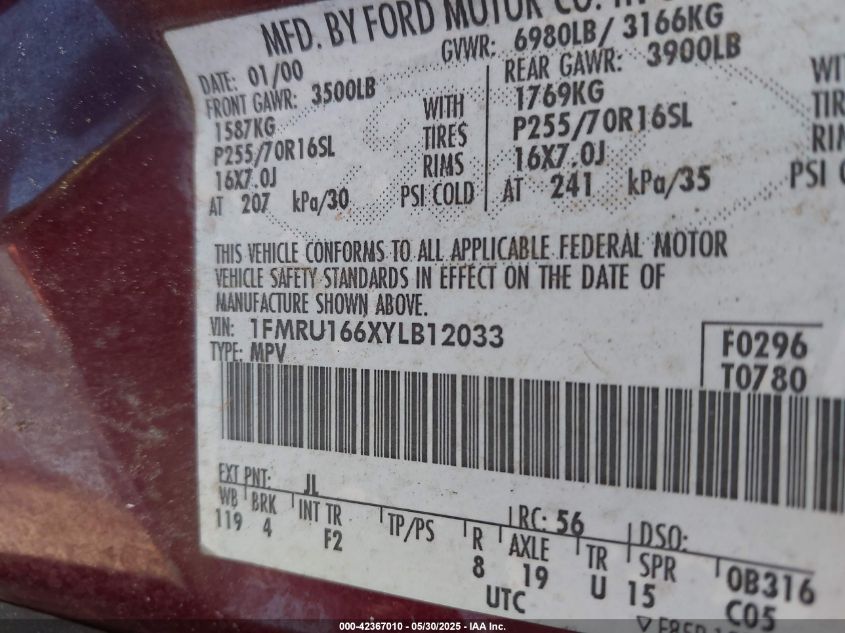 MFD. BY FORD MOTOR CO.
DATE: 01/00 GVWR: 6980LB/ 3166KG
FRONT GAWR: 3500LB REAR GAWR: 3900LB
1587KG WITH 1769KG
P255/70R16SL TIRES P255/70R16SL
16X7.0J RIMS 16X7.0J
AT 207 kPa/30 PSI COLD AT 241 kPa/35 PSI
THIS VEHICLE CONFORMS TO ALL APPLICABLE FEDERAL MOTOR
VEHICLE SAFETY STANDARDS IN EFFECT ON THE DATE OF
MANUFACTURE SHOWN ABOVE.
VIN: 1FMRU166XYLB12033
TYPE: MPV
F0296
T0780
EXT PNT: JL RC: 56 DSO:
WB BRK INT TR TP/PS R AXLE TR SPR 0B316
119 4 F2 8 19 U 15 C05
UTC
000-42367010 — 05/30/2025 — IAA Inc.